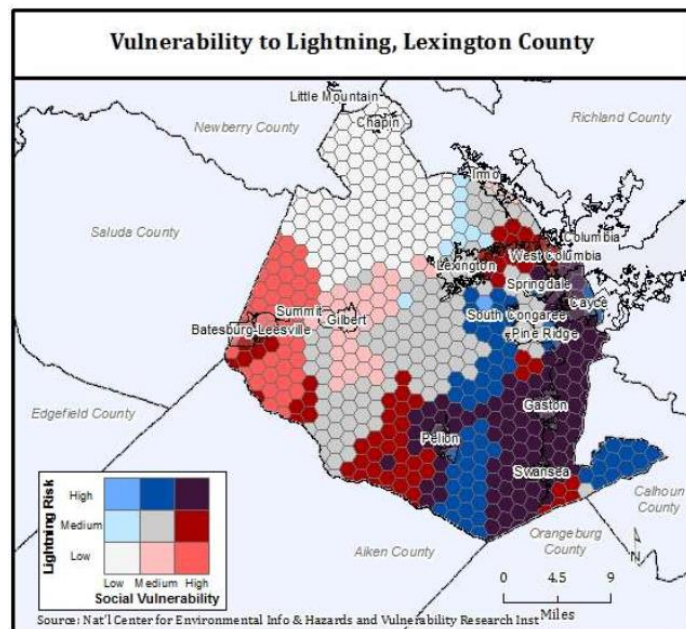 Vulnerability to Lightning, Lexington County
Little Mountain
Newberry County
Chapin
Richland County
Irmo
Saluda County
Columbia
West Columbia
Lexington
Springdale
Summit
Gilbert
South Congaree
Cayce
Batesburg-Leesville
Pine Ridge
Edgefield County
Gaston
Pelion
Swansea
Calhoun
County
Orangeburg
County
Aiken County
N
Lightning Risk
High
Medium
Low
Low Medium High
Social Vulnerability
0 4.5 9
Miles
Source: Nat'l Center for Environmental Info & Hazards and Vulnerability Research Inst